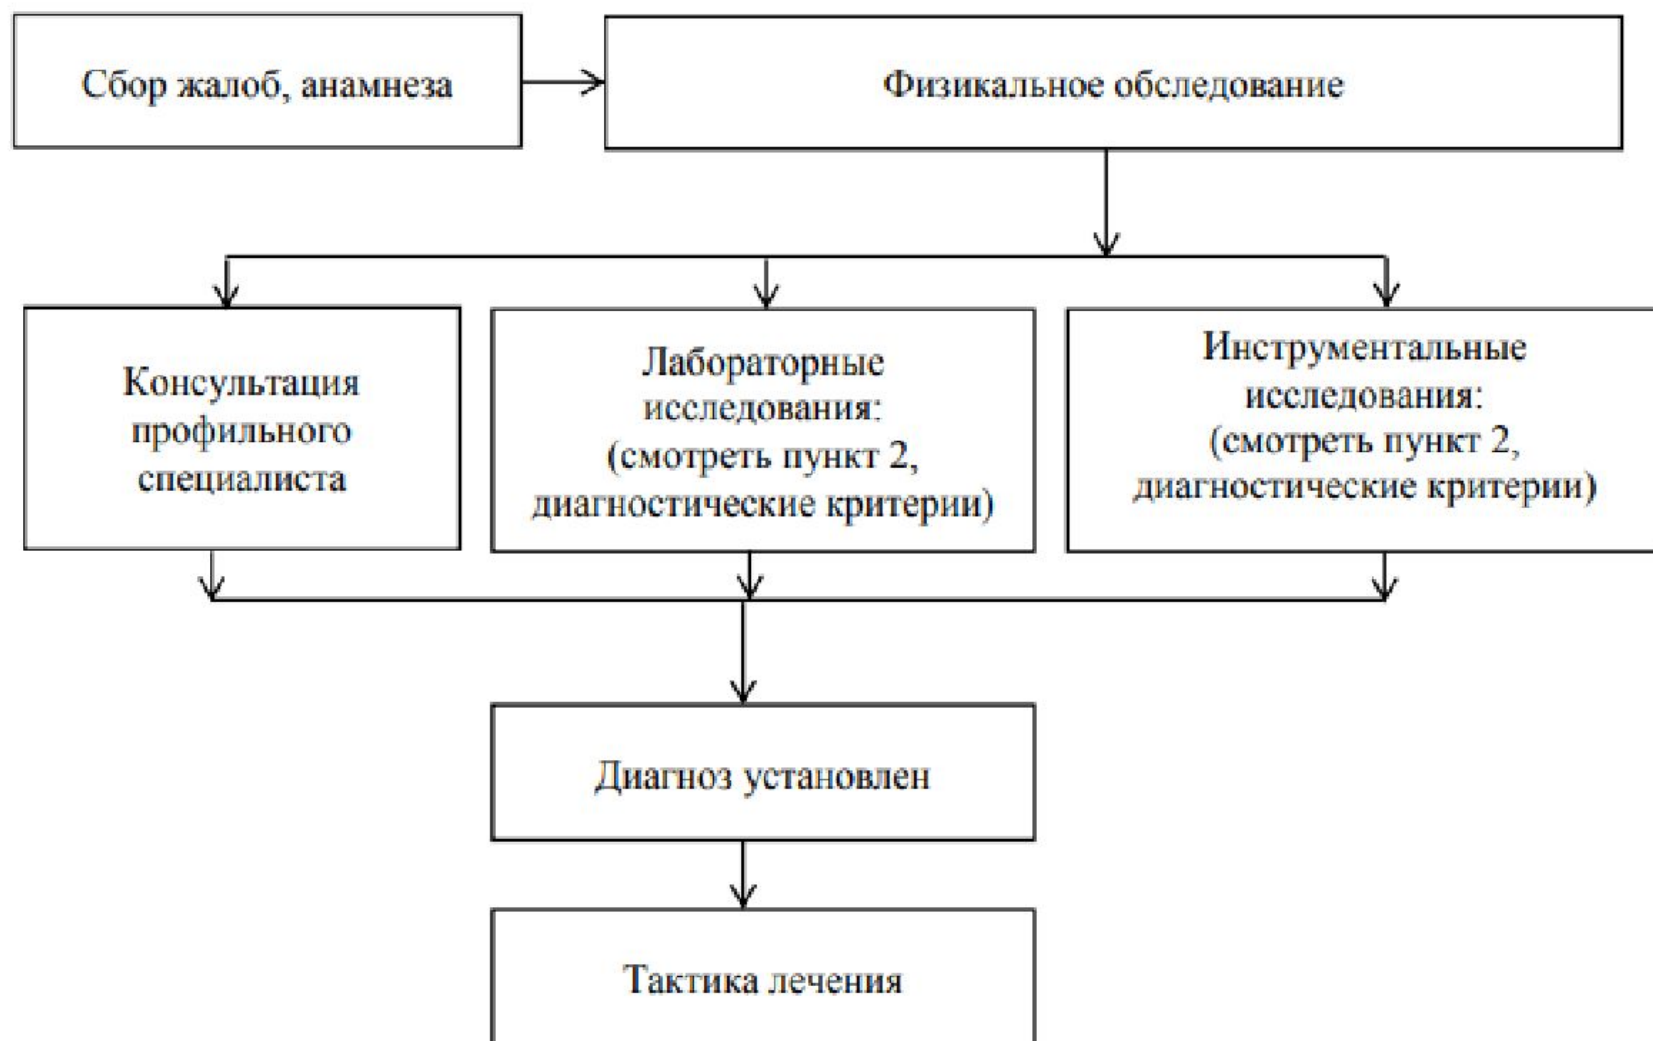 Сбор жалоб, анамнеза
Физикальное обследование
Консультация
профильного
специалиста
Лабораторные
исследования:
(смотреть пункт 2,
диагностические критерии)
Инструментальные
исследования:
(смотреть пункт 2,
диагностические критерии)
Диагноз установлен
Тактика лечения